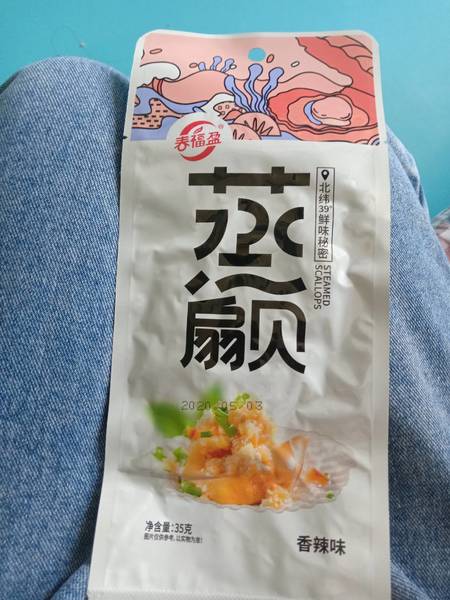 春福盈®
蒸扇贝
北纬39°鲜味秘密
STEAMED
SCALLOPS
2020.05.03
净含量:35克
图片仅供参考,以实物为准!
香辣味